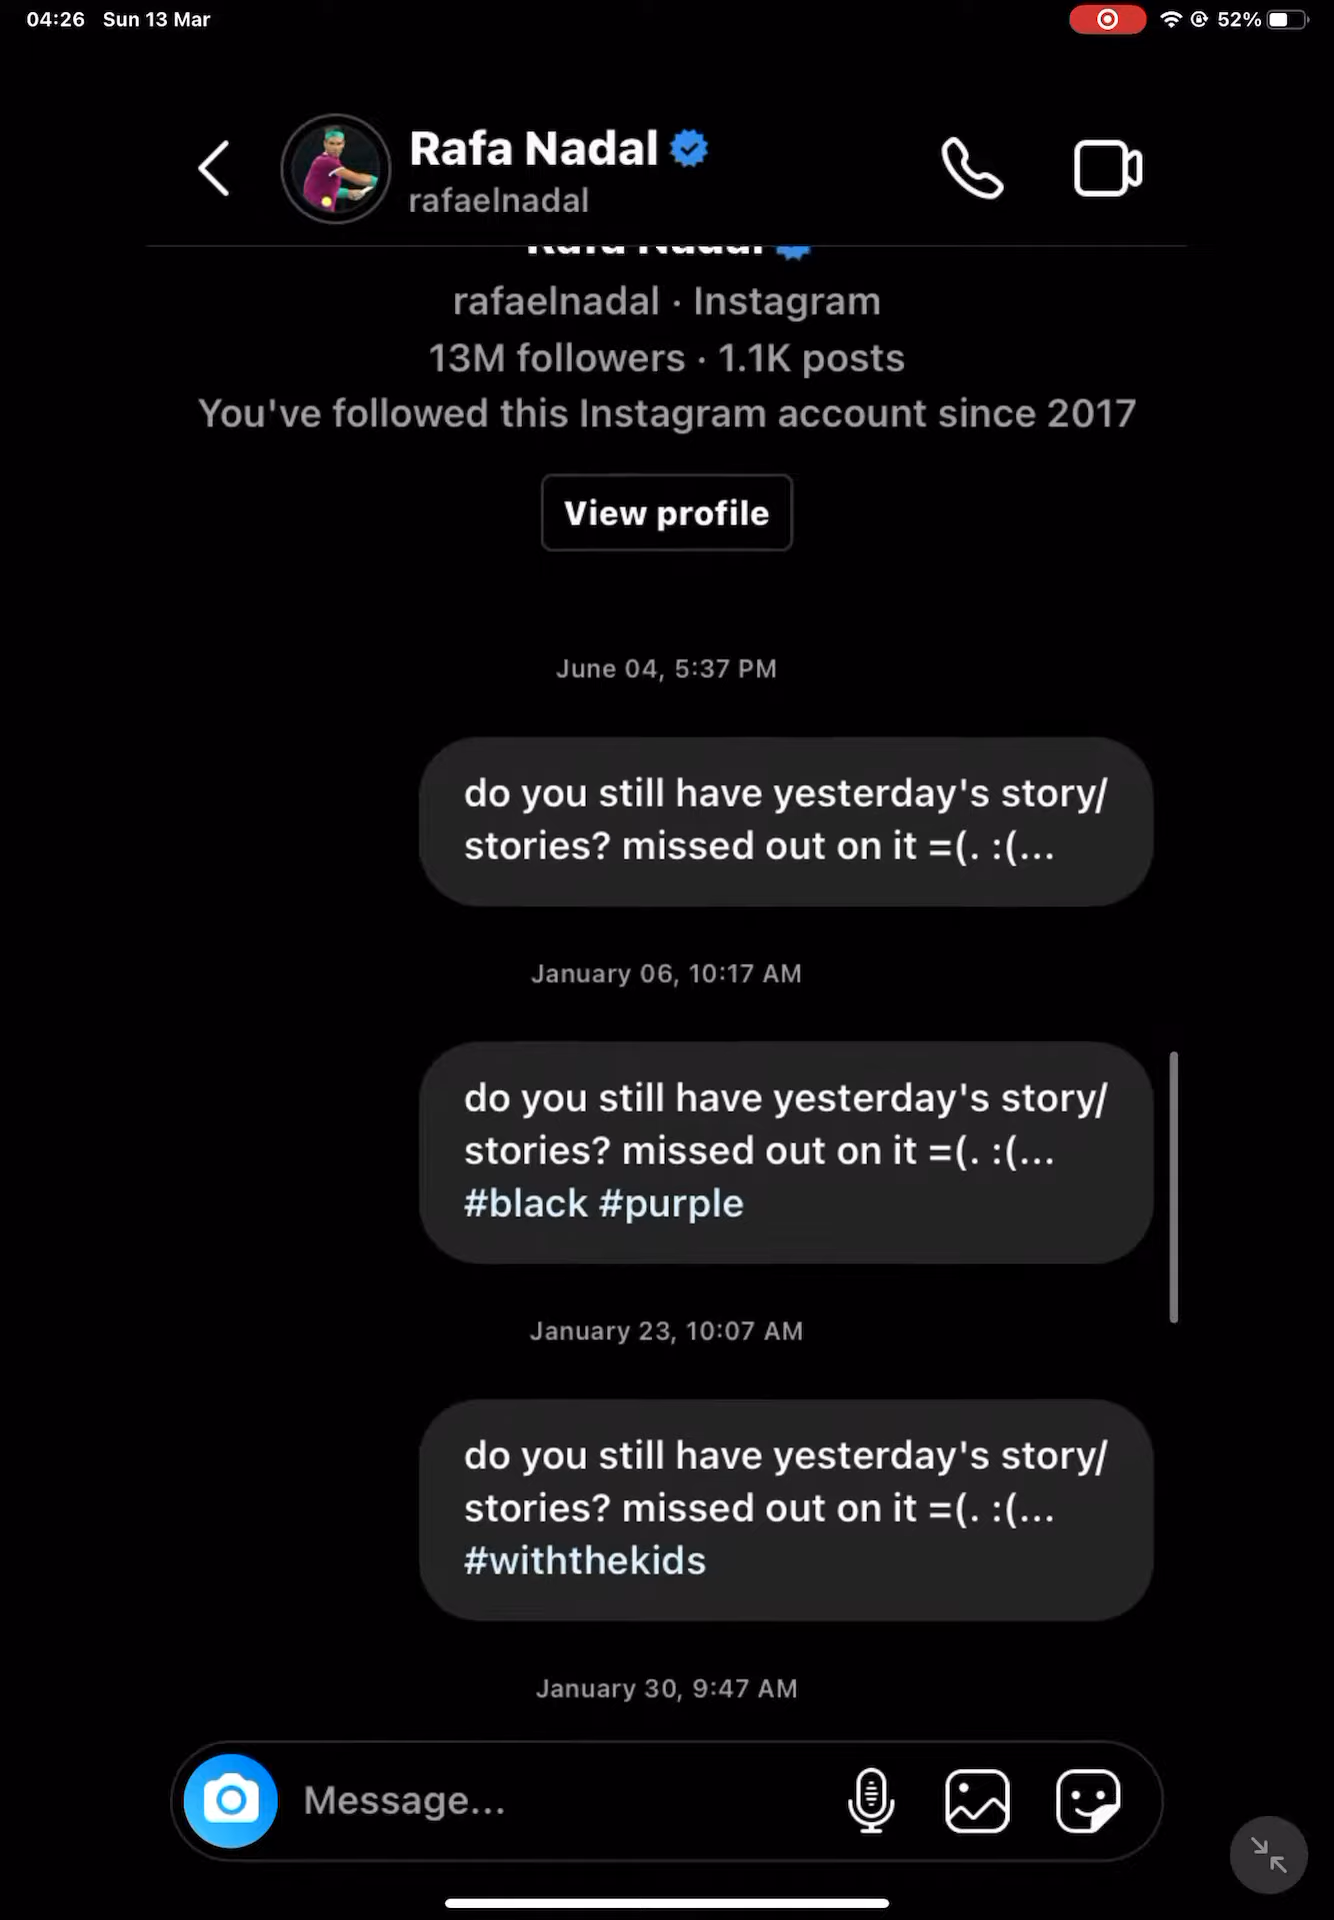 04:26 Sun 13 Mar 52%
Rafa Nadal
rafaelnadal
Rafa Nadal
rafaelnadal · Instagram
13M followers · 1.1K posts
You've followed this Instagram account since 2017
View profile
June 04, 5:37 PM
do you still have yesterday's story/
stories? missed out on it =(. :(...
January 06, 10:17 AM
do you still have yesterday's story/
stories? missed out on it =(. :(...
#black #purple
January 23, 10:07 AM
do you still have yesterday's story/
stories? missed out on it =(. :(...
#withthekids
January 30, 9:47 AM
Message...